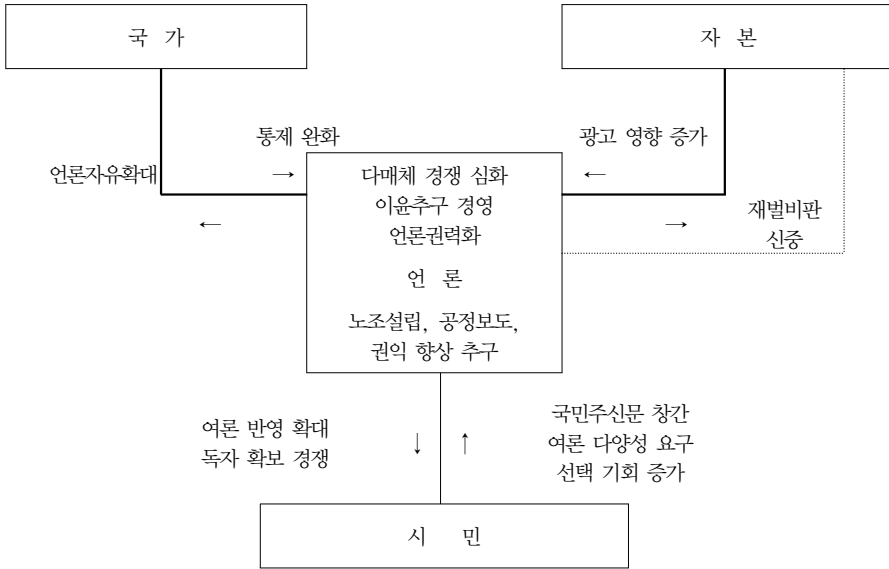 국 가
자 본
통제 완화
광고 영향 증가
언론자유확대
→
←
다매체 경쟁 심화
이윤추구 경영
언론권력화
←
→
재벌비판
신중
언 론
노조설립, 공정보도,
권익 향상 추구
여론 반영 확대
독자 확보 경쟁
↓ ↑
국민주신문 창간
여론 다양성 요구
선택 기회 증가
시 민